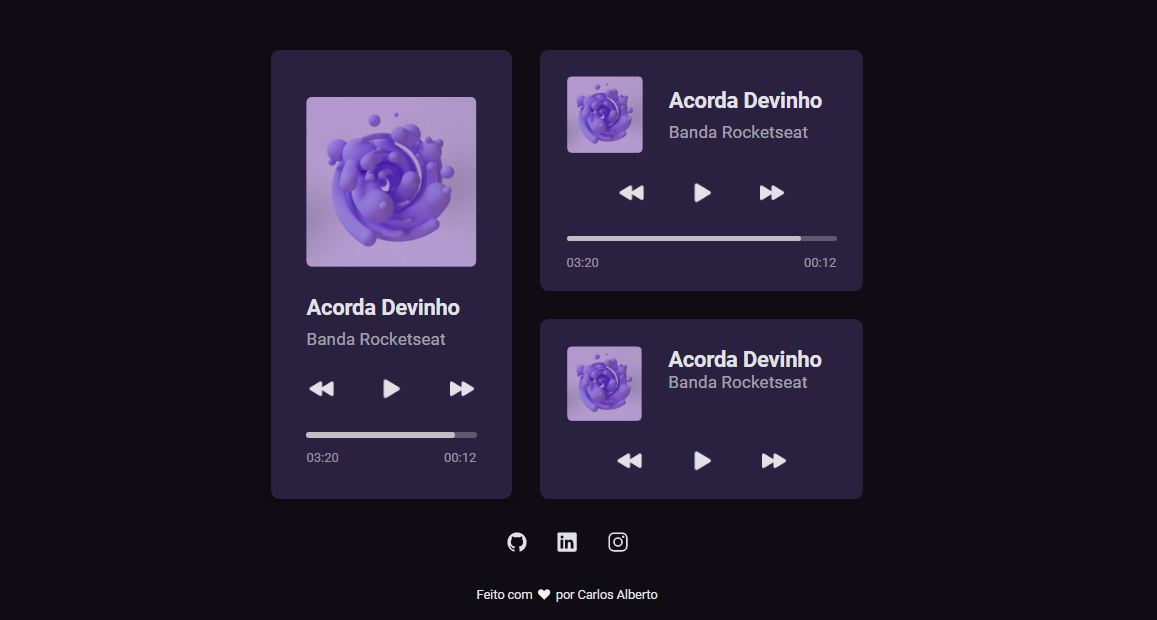 Acorda Devinho
Banda Rocketseat
03:20 00:12
Acorda Devinho
Banda Rocketseat
03:20 00:12
Acorda Devinho
Banda Rocketseat
in
Feito com ❤ por Carlos Alberto